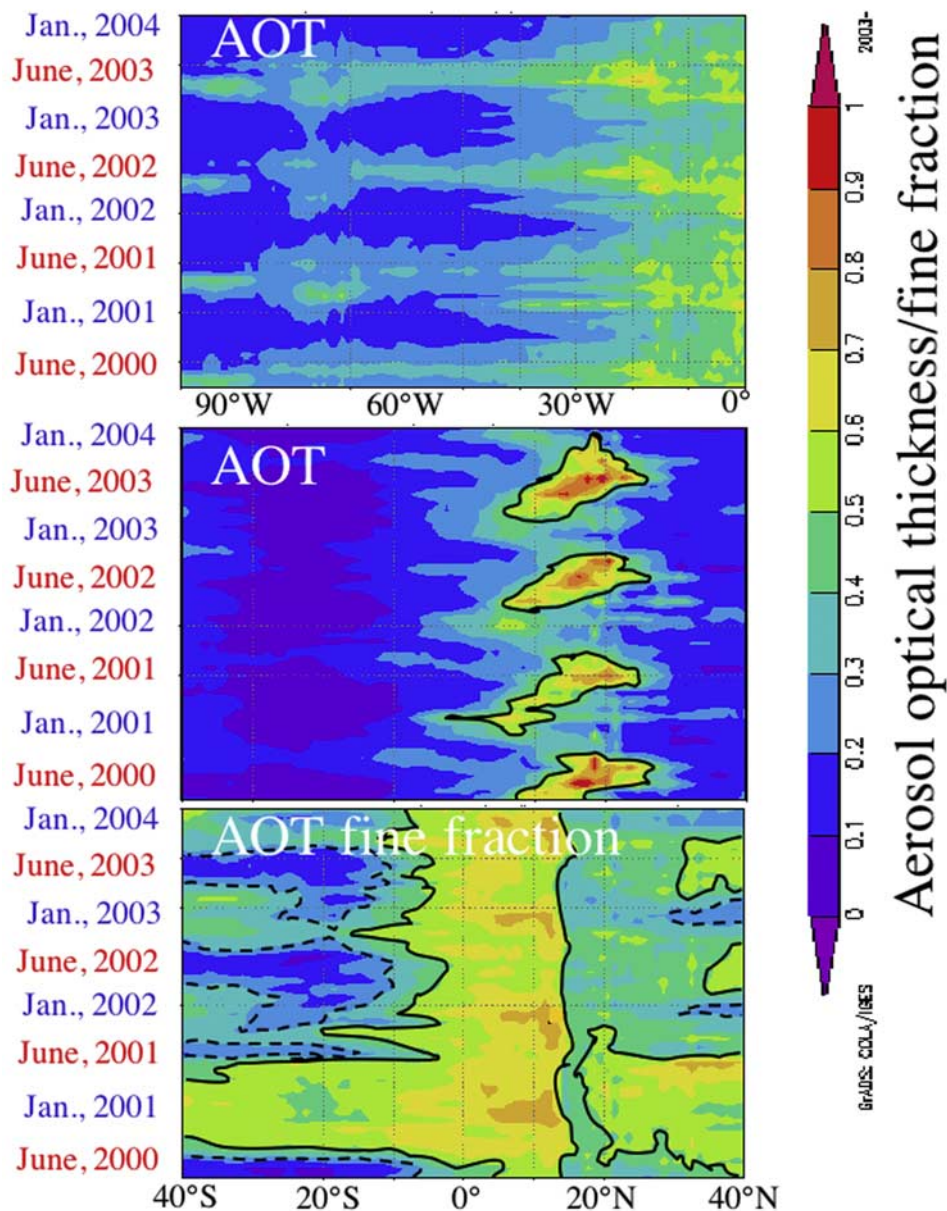 AOT
Jan., 2004
June, 2003
Jan., 2003
June, 2002
Jan., 2002
June, 2001
Jan., 2001
June, 2000
90°W 60°W 30°W 0°
AOT
Jan., 2004
June, 2003
Jan., 2003
June, 2002
Jan., 2002
June, 2001
Jan., 2001
June, 2000
AOT fine fraction
Jan., 2004
June, 2003
Jan., 2003
June, 2002
Jan., 2002
June, 2001
Jan., 2001
June, 2000
40°S 20°S 0°N 20°N 40°N
2003-
1
0.9
0.8
0.7
0.6
0.5
0.4
0.3
0.2
0.1
0
Aerosol optical thickness/fine fraction
GrADS: COLA/IGES